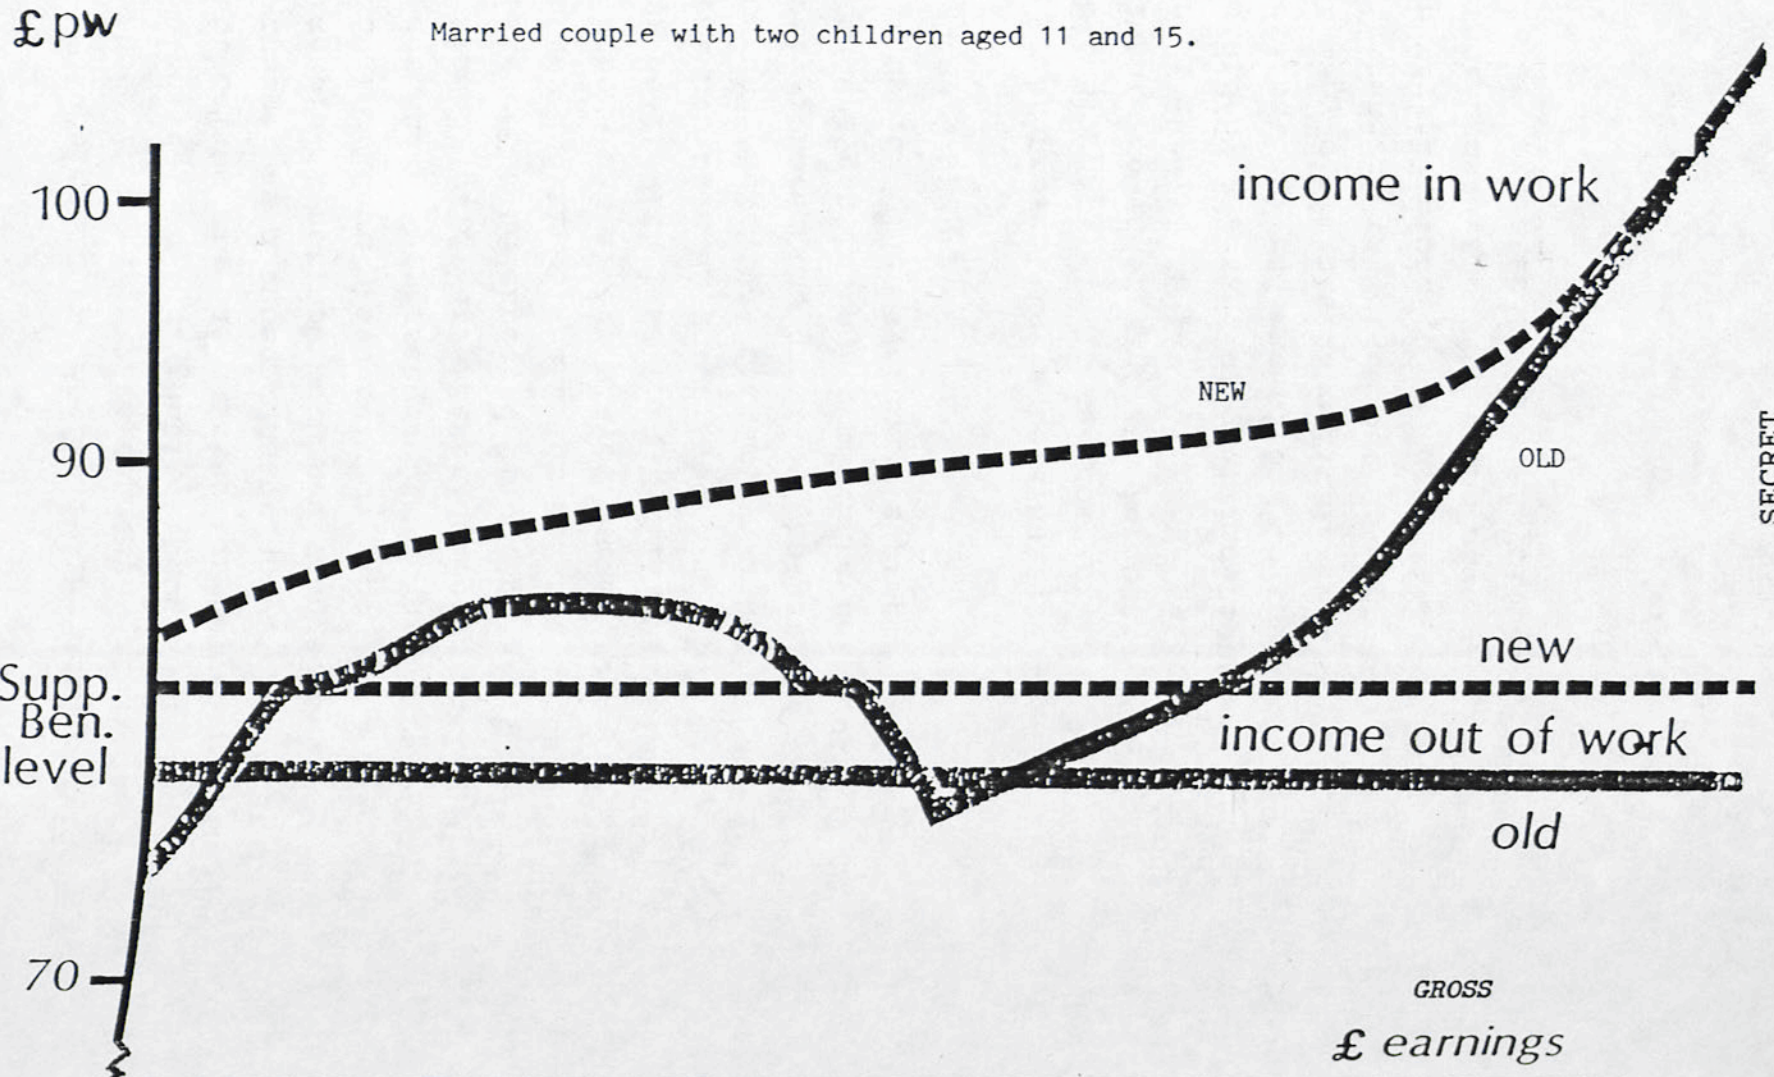 £pw
Married couple with two children aged 11 and 15.
100
income in work
NEW
90
OLD
SECRET
new
Supp.
Ben.
level
income out of work
old
70
GROSS
£ earnings